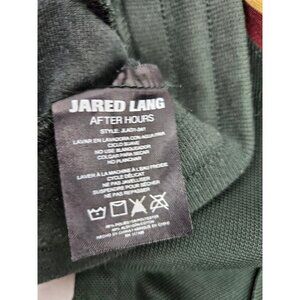 JARED LANG
AFTER HOURS
STYLE: JLAD1-
LAVAR EN LAVADORA CON AGUA FRIA
CICLO SUAVE
NO USE BLANQUEADOR
COLGAR PARA SECAR
NO PLANCHAR
LAVER À LA MACHINE À L'EAU FROIDE
CYCLE DÉLICAT
NE PAS JAVELLISER
SUSPENDRE POUR SÉCHER
NE PAS REPASSER
POLYESTER